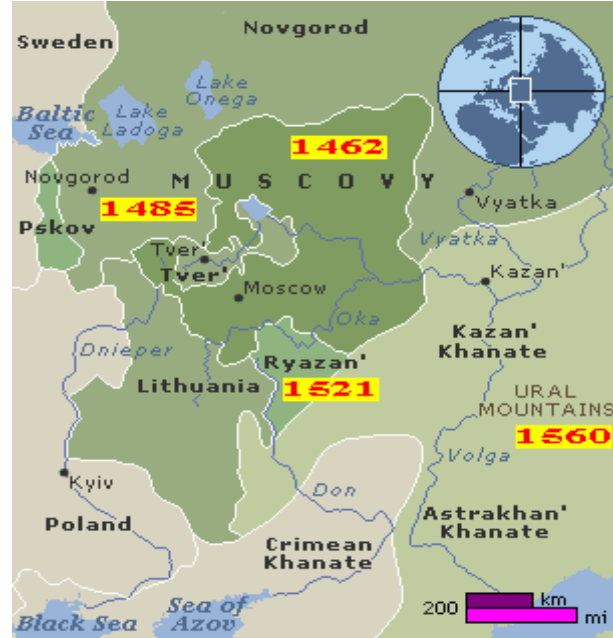 Sweden
Novgorod
Lake
Onega
Baltic
Sea
Lake
Ladoga
1462
Novgorod
M U S C O V Y
1485
Vyatka
Pskov
Tver'
Tver'
Vyatka
Moscow
Kazan'
Oka
Dnieper
Kazan'
Khanate
Lithuania
Ryazan'
1521
URAL
MOUNTAINS
1560
Volga
Kyiv
Don
Poland
Astrakhan'
Khanate
Crimean
Khanate
Black Sea
Sea of
Azov
200 km
mi